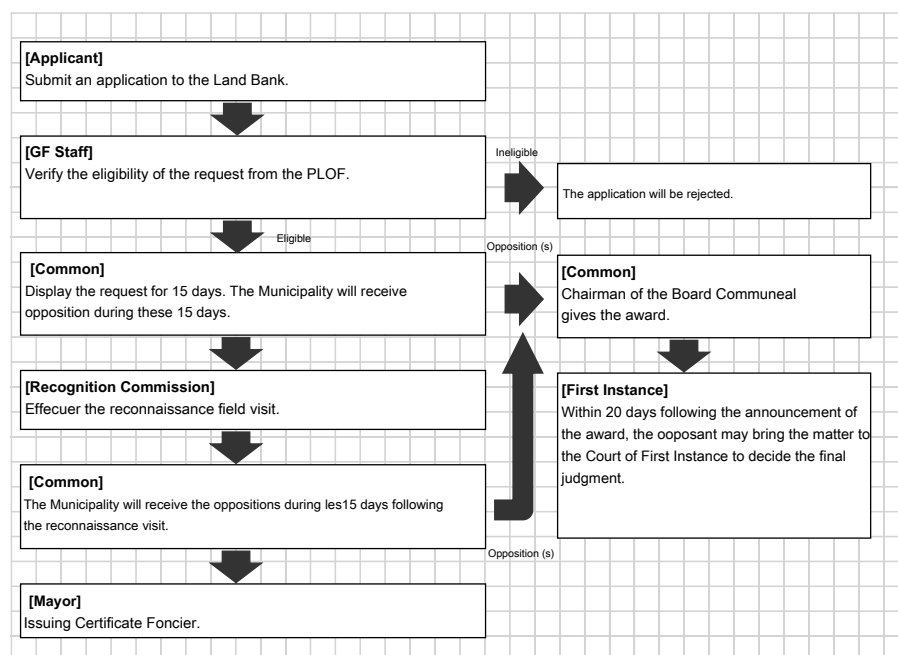 [Applicant]
Submit an application to the Land Bank.
[GF Staff]
Verify the eligibility of the request from the PLOF.
Ineligible
The application will be rejected.
Eligible
Opposition (s)
[Common]
Display the request for 15 days. The Municipality will receive
opposition during these 15 days.
[Common]
Chairman of the Board Communeal
gives the award.
[Recognition Commission]
Effecuer the reconnaissance field visit.
[First Instance]
Within 20 days following the announcement of
the award, the ooposant may bring the matter to
the Court of First Instance to decide the final
judgment.
[Common]
The Municipality will receive the oppositions during les15 days following
the reconnaissance visit.
Opposition (s)
[Mayor]
Issuing Certificate Foncier.